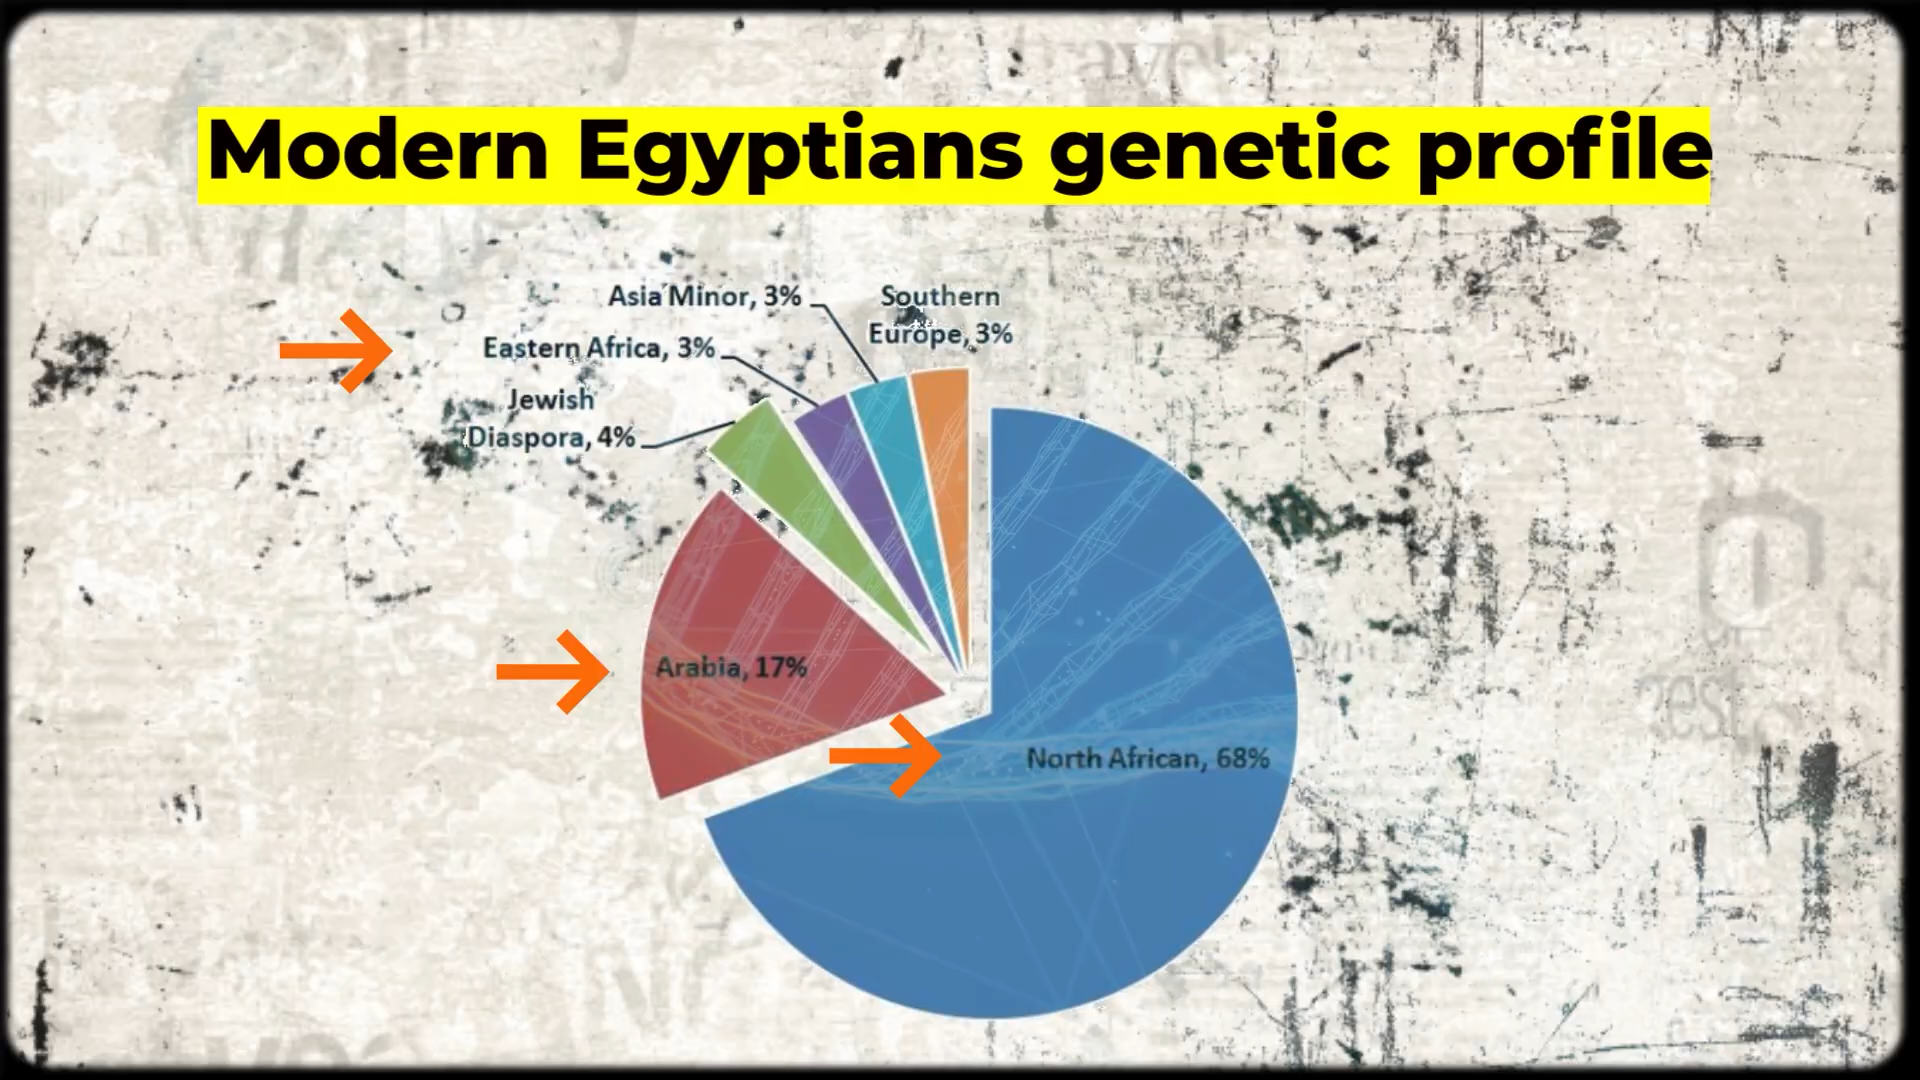 Modern Egyptians genetic profile
Asia Minor, 3%
Southern
Europe, 3%
Eastern Africa, 3%
Jewish
Diaspora, 4%
Arabia, 17%
North African, 68%